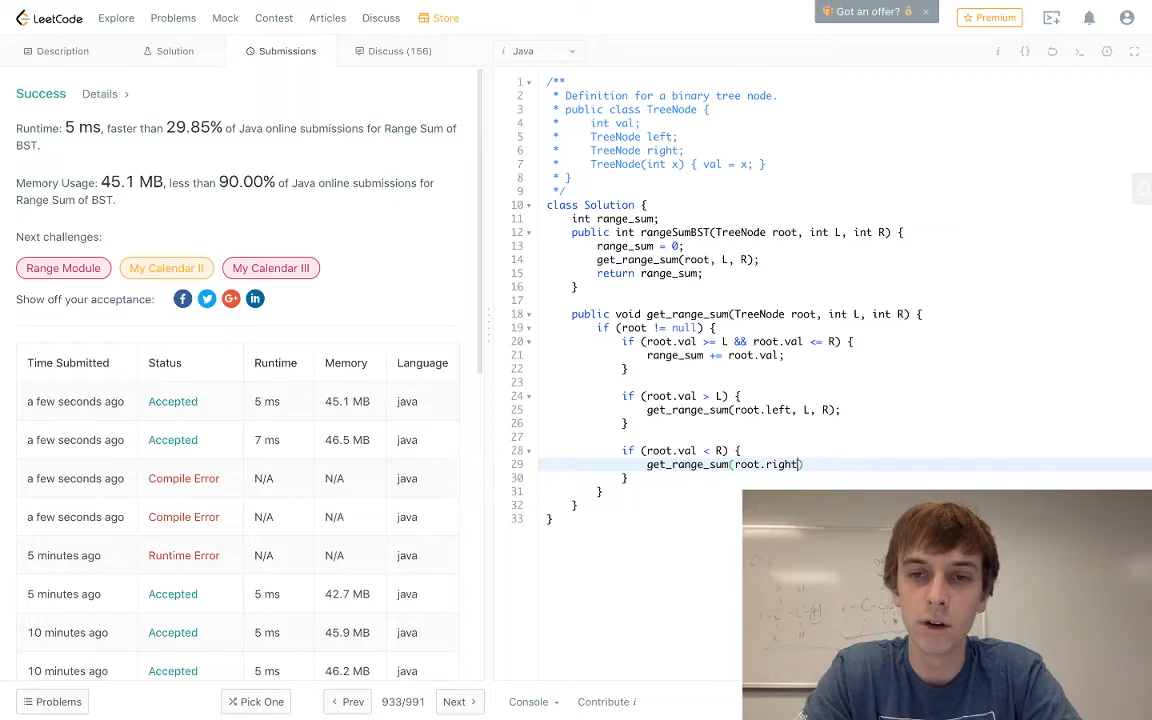 LeetCode Explore Problems Mock Contest Articles Discuss Store
Got an offer? × Premium
Description Solution Submissions Discuss (156)
i Java
Success Details >
Runtime: 5 ms, faster than 29.85% of Java online submissions for Range Sum of
BST.
Memory Usage: 45.1 MB, less than 90.00% of Java online submissions for
Range Sum of BST.
Next challenges:
Range Module My Calendar II My Calendar III
Show off your acceptance:
Time Submitted Status Runtime Memory Language
a few seconds ago Accepted 5 ms 45.1 MB java
a few seconds ago Accepted 7 ms 46.5 MB java
a few seconds ago Compile Error N/A N/A java
a few seconds ago Compile Error N/A N/A java
5 minutes ago Runtime Error N/A N/A java
5 minutes ago Accepted 5 ms 42.7 MB java
10 minutes ago Accepted 5 ms 45.9 MB java
10 minutes ago Accepted 5 ms 46.2 MB java
Problems Pick One < Prev 933/991 Next >
1 /**
2 * Definition for a binary tree node.
3 * public class TreeNode {
4 *     int val;
5 *     TreeNode left;
6 *     TreeNode right;
7 *     TreeNode(int x) { val = x; }
8 * }
9 */
10 class Solution {
11     int range_sum;
12     public int rangeSumBST(TreeNode root, int L, int R) {
13         range_sum = 0;
14         get_range_sum(root, L, R);
15         return range_sum;
16     }
17
18     public void get_range_sum(TreeNode root, int L, int R) {
19         if (root != null) {
20             if (root.val >= L && root.val <= R) {
21                 range_sum += root.val;
22             }
23
24             if (root.val > L) {
25                 get_range_sum(root.left, L, R);
26             }
27
28             if (root.val < R) {
29                 get_range_sum(root.right)
30             }
31         }
32     }
33 }
Console Contribute i